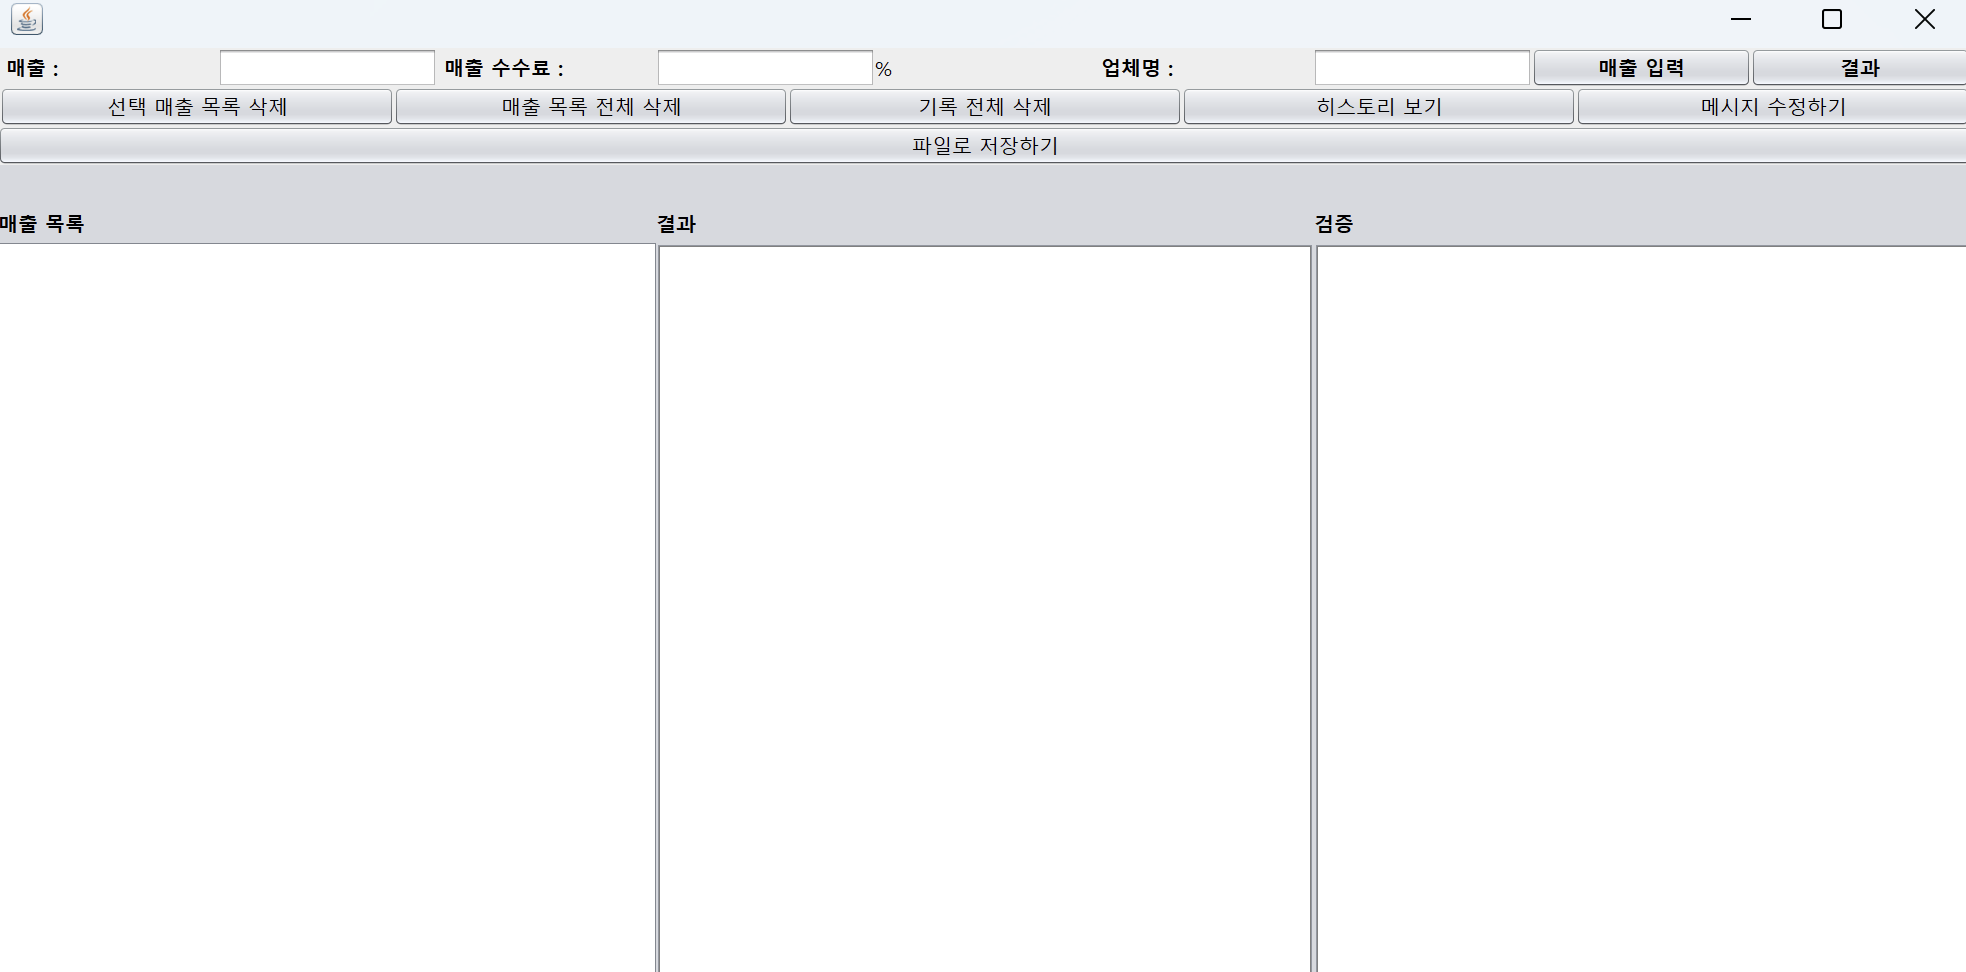 매출 : 매출 수수료 : % 업체명 : 매출 입력 결과
선택 매출 목록 삭제 매출 목록 전체 삭제 기록 전체 삭제 히스토리 보기 메시지 수정하기
파일로 저장하기
매출 목록 결과 검증